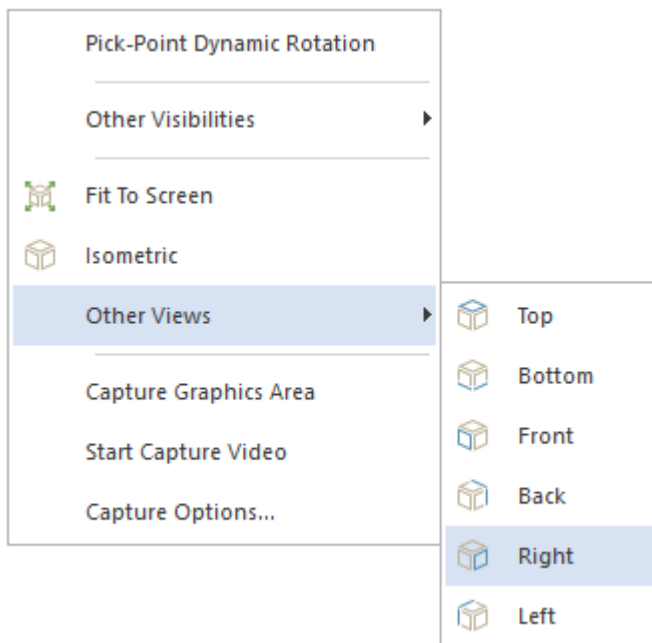 Pick-Point Dynamic Rotation
Other Visibilities
Fit To Screen
Isometric
Other Views
Capture Graphics Area
Start Capture Video
Capture Options...
Top
Bottom
Front
Back
Right
Left